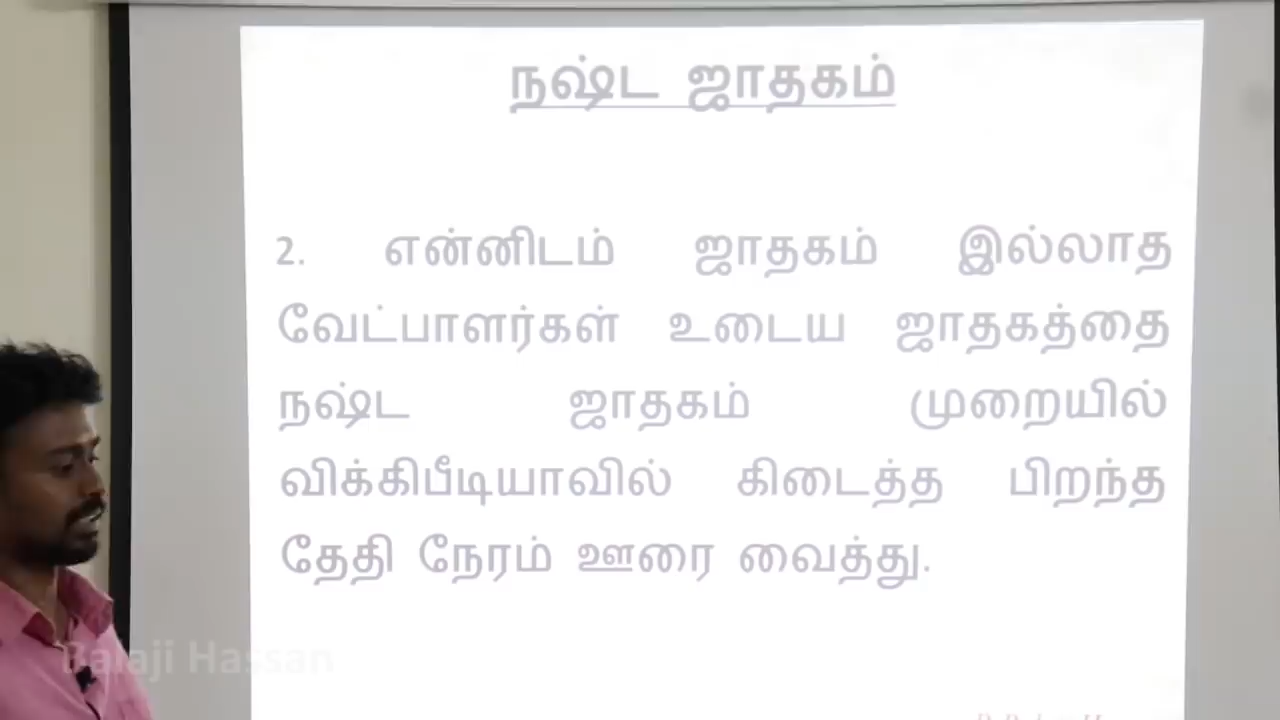 நஷ்ட ஜாதகம்
2. என்னிடம் ஜாதகம் இல்லாத
வேட்பாளர்கள் உடைய ஜாதகத்தை
நஷ்ட ஜாதகம் முறையில்
விக்கிபீடியாவில் கிடைத்த பிறந்த
தேதி நேரம் ஊரை வைத்து.
Balaji Hassan